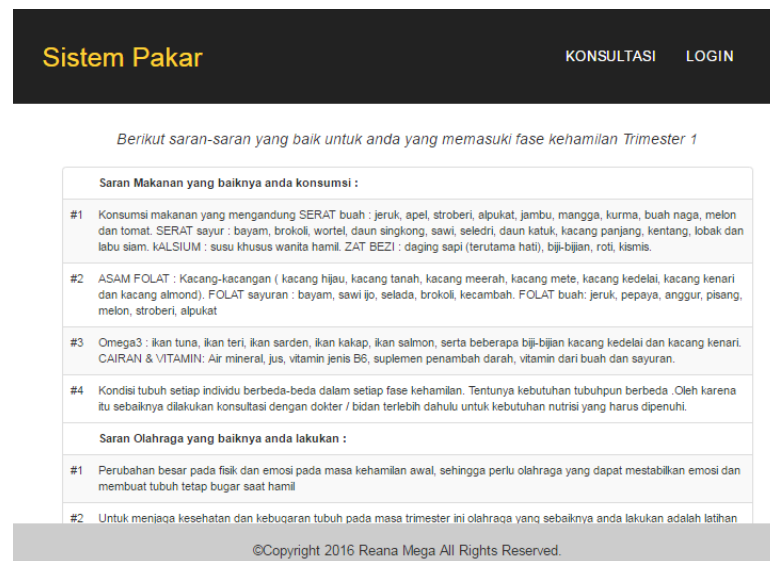 Sistem Pakar
KONSULTASI LOGIN
Berikut saran-saran yang baik untuk anda yang memasuki fase kehamilan Trimester 1
Saran Makanan yang baiknya anda konsumsi :
#1 Konsumsi makanan yang mengandung SERAT buah : jeruk, apel, stroberi, alpukat, jambu, mangga, kurma, buah naga, melon
dan tomat. SERAT sayur : bayam, brokoli, wortel, daun singkong, sawi, seledri, daun katuk, kacang panjang, kentang, lobak dan
labu siam. kALSIUM : susu khusus wanita hamil. ZAT BEZI : daging sapi (terutama hati), biji-bijian, roti, kismis.
#2 ASAM FOLAT : Kacang-kacangan ( kacang hijau, kacang tanah, kacang meerah, kacang mete, kacang kedelai, kacang kenari
dan kacang almond). FOLAT sayuran : bayam, sawi ijo, selada, brokoli, kecambah. FOLAT buah: jeruk, pepaya, anggur, pisang,
melon, stroberi, alpukat
#3 Omega3 : ikan tuna, ikan teri, ikan sarden, ikan kakap, ikan salmon, serta beberapa biji-bijian kacang kedelai dan kacang kenari.
CAIRAN & VITAMIN: Air mineral, jus, vitamin jenis B6, suplemen penambah darah, vitamin dari buah dan sayuran.
#4 Kondisi tubuh setiap individu berbeda-beda dalam setiap fase kehamilan. Tentunya kebutuhan tubuhpun berbeda .Oleh karena
itu sebaiknya dilakukan konsultasi dengan dokter / bidan terlebih dahulu untuk kebutuhan nutrisi yang harus dipenuhi.
Saran Olahraga yang baiknya anda lakukan :
#1 Perubahan besar pada fisik dan emosi pada masa kehamilan awal, sehingga perlu olahraga yang dapat mestabilkan emosi dan
membuat tubuh tetap bugar saat hamil
#2 Untuk menjaga kesehatan dan kebugaran tubuh pada masa trimester ini olahraga yang sebaiknya anda lakukan adalah latihan
©Copyright 2016 Reana Mega All Rights Reserved.